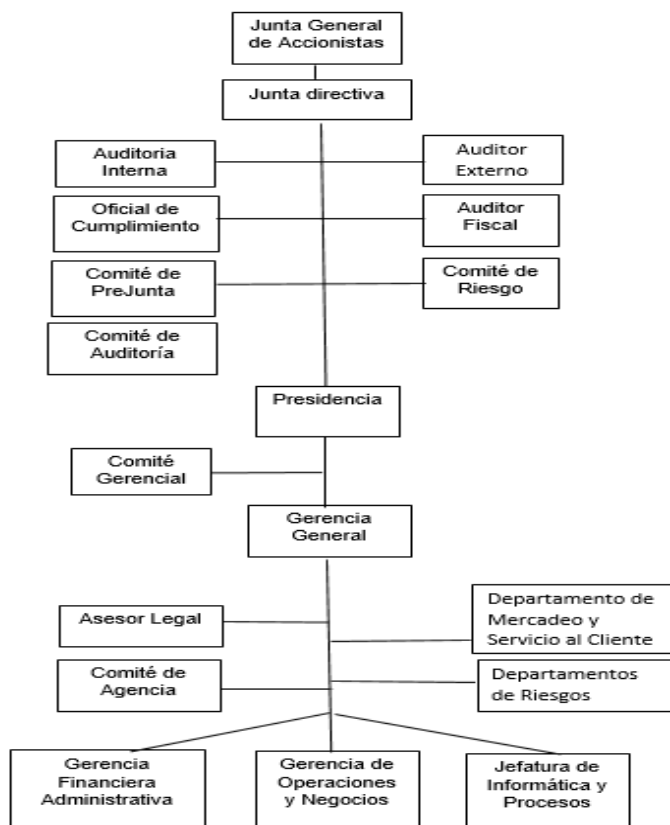 Junta General
de Accionistas
Junta directiva
Auditoria
Interna
Auditor
Externo
Oficial de
Cumplimiento
Auditor
Fiscal
Comité de
PreJunta
Comité de
Riesgo
Comité de
Auditoría
Presidencia
Comité
Gerencial
Gerencia
General
Asesor Legal
Departamento de
Mercadeo y
Servicio al Cliente
Comité de
Agencia
Departamentos
de Riesgos
Gerencia
Financiera
Administrativa
Gerencia de
Operaciones
y Negocios
Jefatura de
Informática y
Procesos